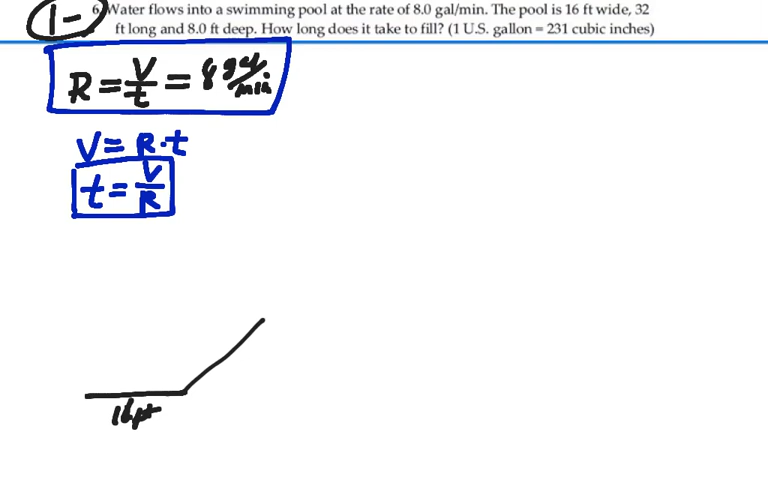 1- 6. Water flows into a swimming pool at the rate of 8.0 gal/min. The pool is 16 ft wide, 32
ft long and 8.0 ft deep. How long does it take to fill? (1 U.S. gallon = 231 cubic inches)
R = V/t = 8 gal/min
V = R·t
t = V/R
16 ft